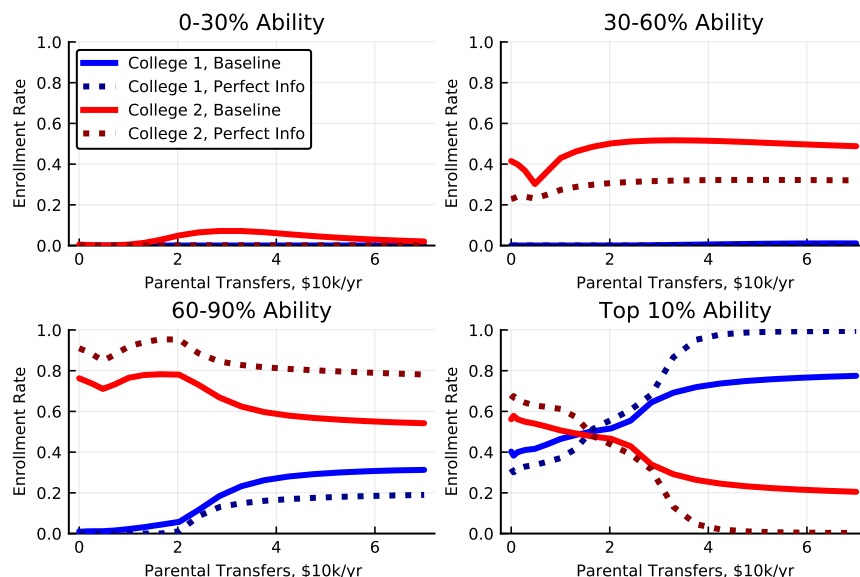 0-30% Ability
1.0
0.8
0.6
0.4
0.2
0.0
Enrollment Rate
College 1, Baseline
College 1, Perfect Info
College 2, Baseline
College 2, Perfect Info
0 2 4 6
Parental Transfers, $10k/yr
30-60% Ability
1.0
0.8
0.6
0.4
0.2
0.0
Enrollment Rate
0 2 4 6
Parental Transfers, $10k/yr
60-90% Ability
1.0
0.8
0.6
0.4
0.2
0.0
Enrollment Rate
0 2 4 6
Parental Transfers, $10k/yr
Top 10% Ability
1.0
0.8
0.6
0.4
0.2
0.0
Enrollment Rate
0 2 4 6
Parental Transfers, $10k/yr